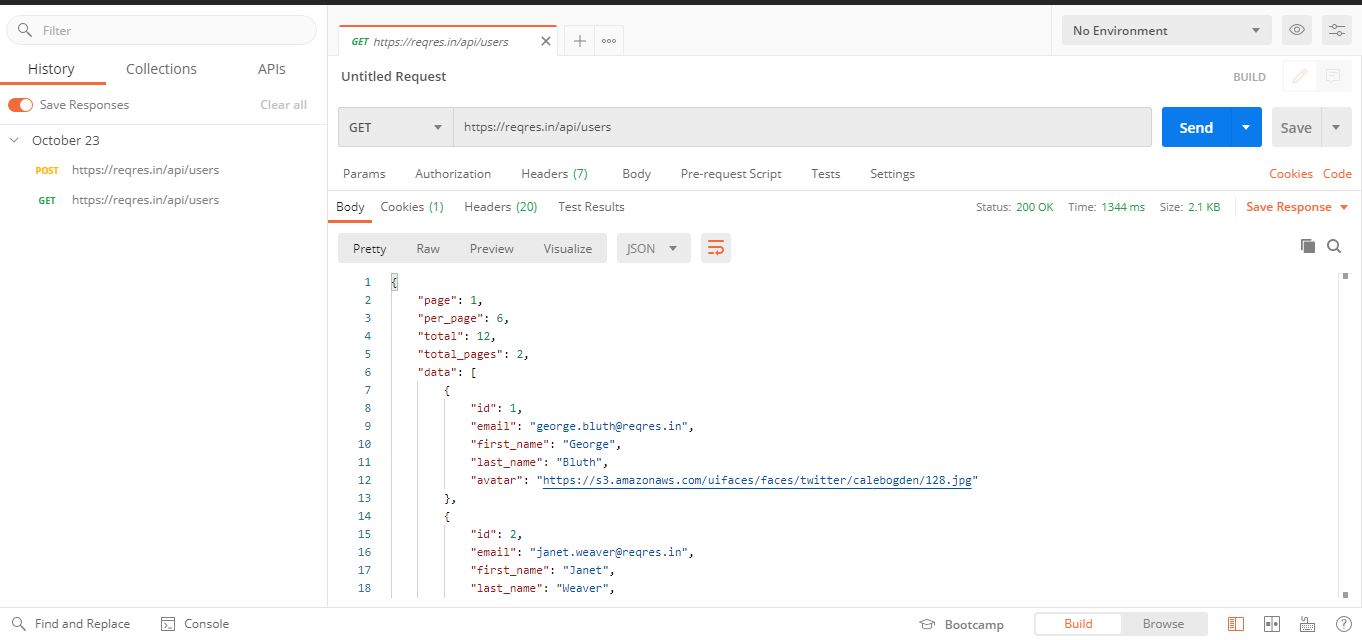 Filter
History Collections APIs
Save Responses Clear all
October 23
POST https://reqres.in/api/users
GET https://reqres.in/api/users
GET https://reqres.in/api/users
No Environment
Untitled Request BUILD
GET https://reqres.in/api/users Send Save
Params Authorization Headers (7) Body Pre-request Script Tests Settings Cookies Code
Body Cookies (1) Headers (20) Test Results Status: 200 OK Time: 1344 ms Size: 2.1 KB Save Response
Pretty Raw Preview Visualize JSON
1 {
2 "page": 1,
3 "per_page": 6,
4 "total": 12,
5 "total_pages": 2,
6 "data": [
7 {
8 "id": 1,
9 "email": "george.bluth@reqres.in",
10 "first_name": "George",
11 "last_name": "Bluth",
12 "avatar": "https://s3.amazonaws.com/uifaces/faces/twitter/calebogden/128.jpg"
13 },
14 {
15 "id": 2,
16 "email": "janet.weaver@reqres.in",
17 "first_name": "Janet",
18 "last_name": "Weaver",
Find and Replace Console Bootcamp Build Browse